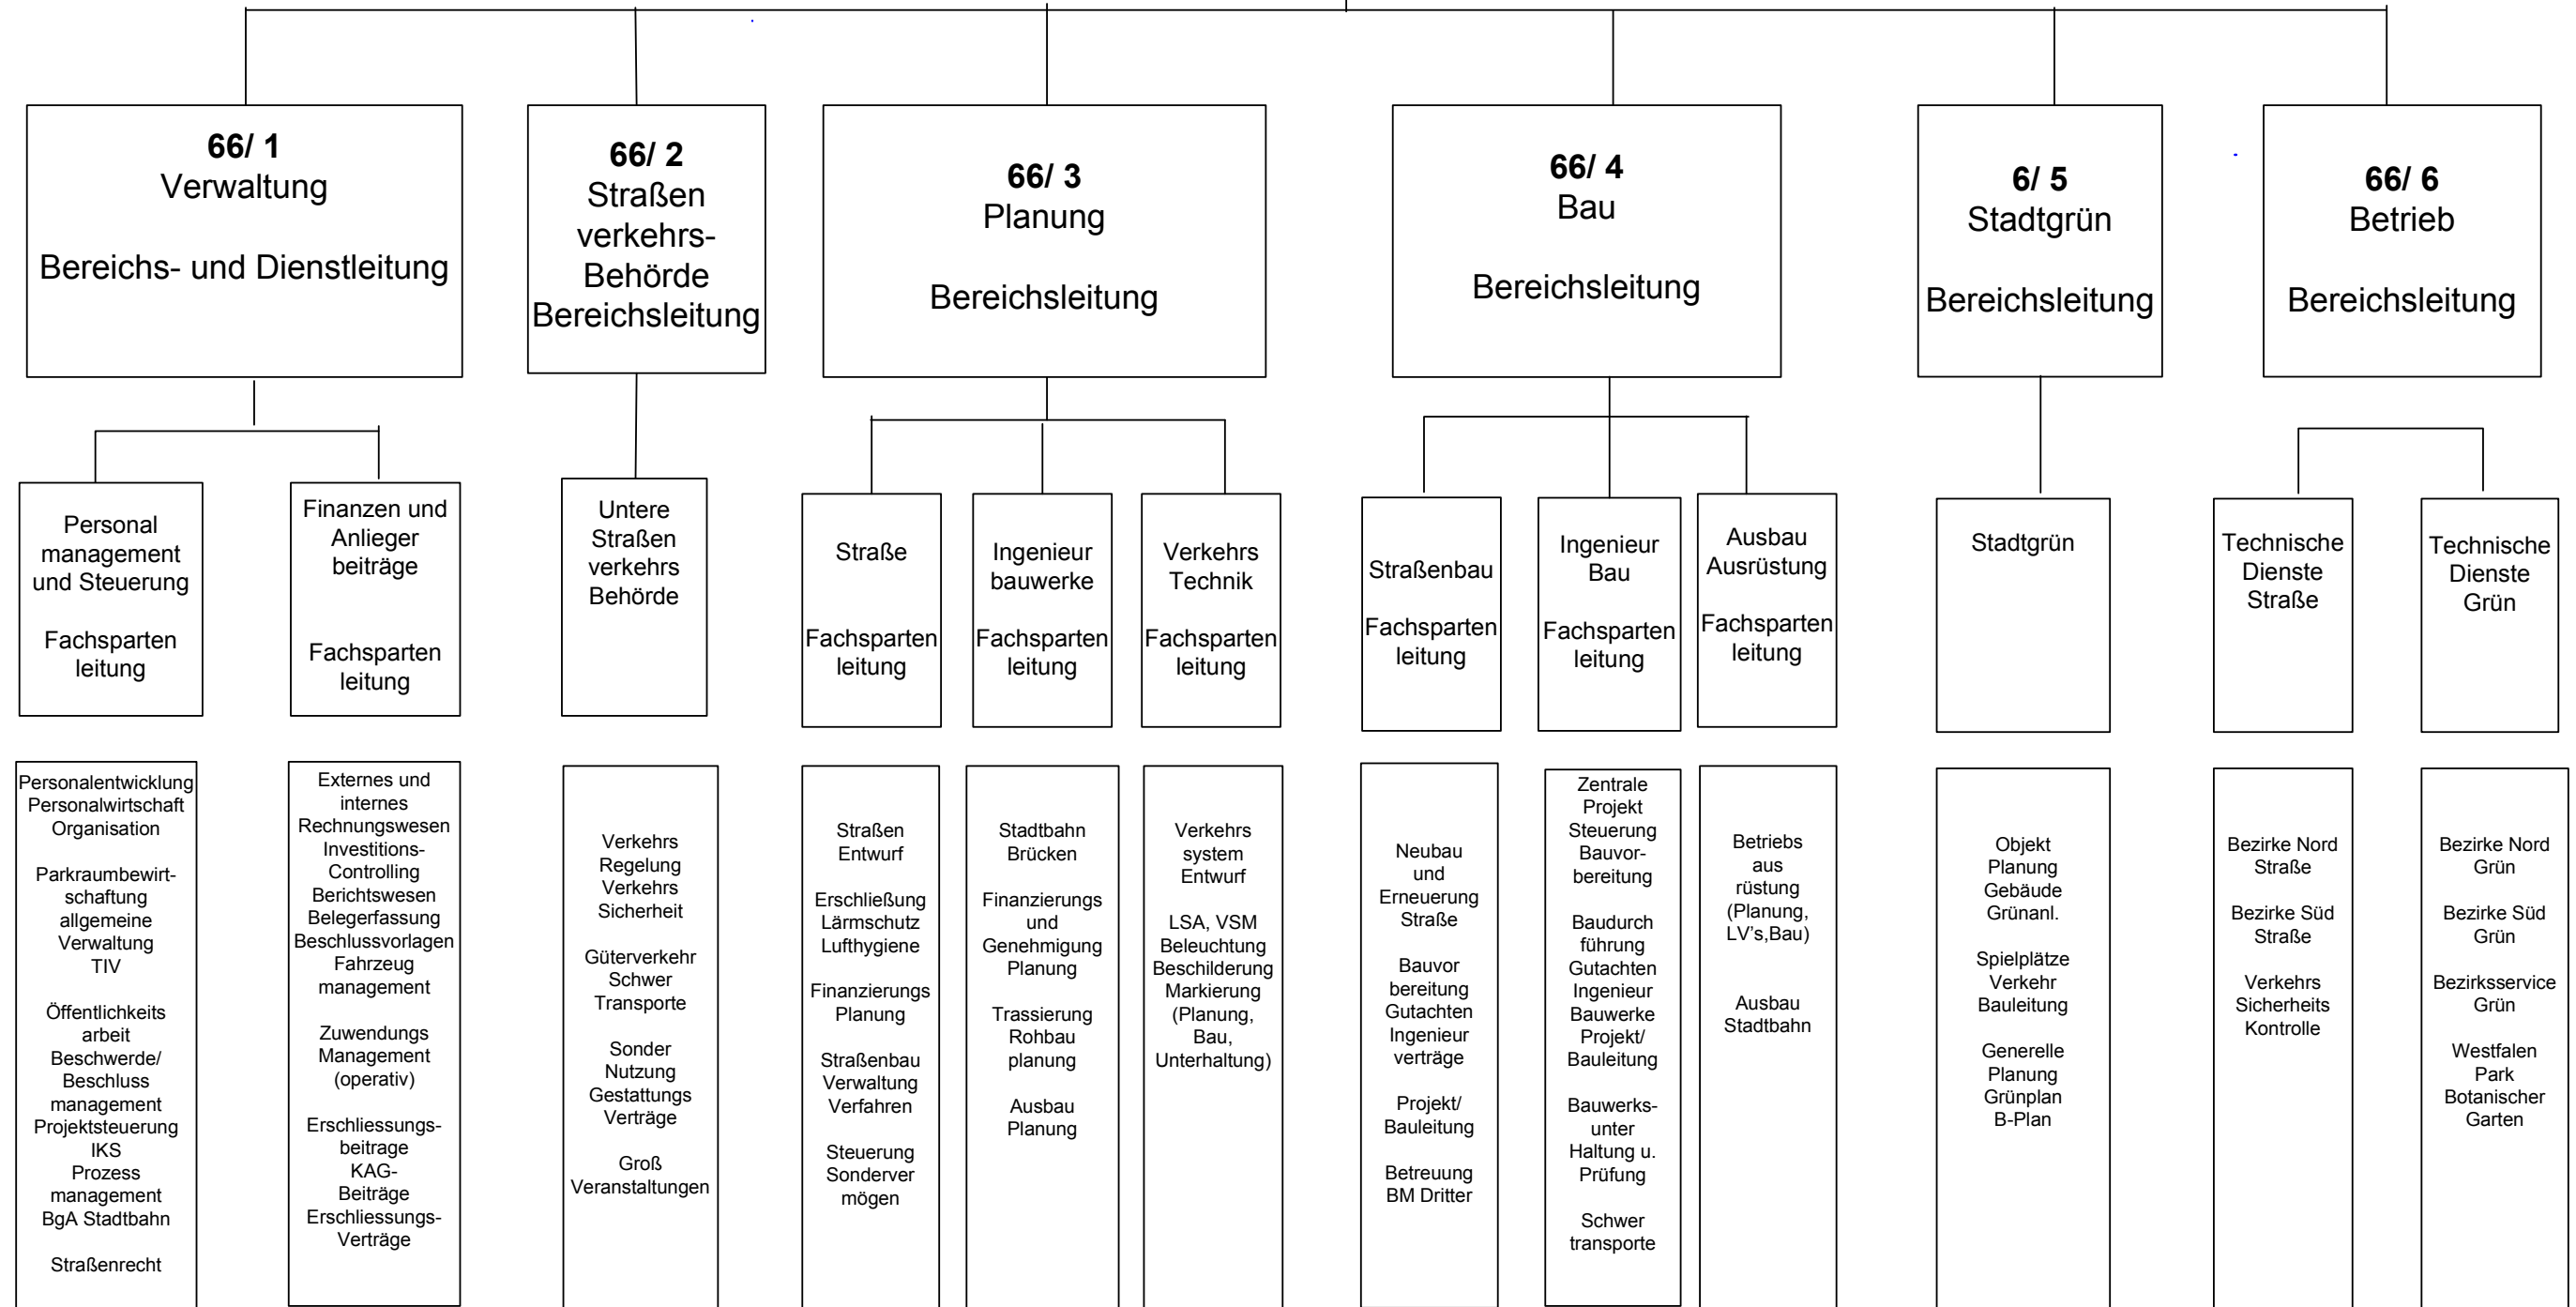 66/ 1
Verwaltung
Bereichs- und Dienstleitung
66/ 2
Straßen
verkehrs-
Behörde
Bereichsleitung
66/ 3
Planung
Bereichsleitung
66/ 4
Bau
Bereichsleitung
6/ 5
Stadtgrün
Bereichsleitung
66/ 6
Betrieb
Bereichsleitung
Personal
management
und Steuerung
Fachsparten
leitung
Finanzen und
Anlieger
beiträge
Fachsparten
leitung
Untere
Straßen
verkehrs
Behörde
Straße
Fachsparten
leitung
Ingenieur
bauwerke
Fachsparten
leitung
Verkehrs
Technik
Fachsparten
leitung
Straßenbau
Fachsparten
leitung
Ingenieur
Bau
Fachsparten
leitung
Ausbau
Ausrüstung
Fachsparten
leitung
Stadtgrün
Technische
Dienste
Straße
Technische
Dienste
Grün
Personalentwicklung
Personalwirtschaft
Organisation
Parkraumbewirt-
schaftung
allgemeine
Verwaltung
TIV
Öffentlichkeits
arbeit
Beschwerde/
Beschluss
management
Projektsteuerung
IKS
Prozess
management
BgA Stadtbahn
Straßenrecht
Externes und
internes
Rechnungswesen
Investitions-
Controlling
Berichtswesen
Belegerfassung
Beschlussvorlagen
Fahrzeug
management
Zuwendungs
Management
(operativ)
Erschliessungs-
beitrage
KAG-
Beiträge
Erschliessungs-
Verträge
Verkehrs
Regelung
Verkehrs
Sicherheit
Güterverkehr
Schwer
Transporte
Sonder
Nutzung
Gestattungs
Verträge
Groß
Veranstaltungen
Straßen
Entwurf
Erschließung
Lärmschutz
Lufthygiene
Finanzierungs
Planung
Straßenbau
Verwaltung
Verfahren
Steuerung
Sonderver
mögen
Stadtbahn
Brücken
Finanzierungs
und
Genehmigung
Planung
Trassierung
Rohbau
planung
Ausbau
Planung
Verkehrs
system
Entwurf
LSA, VSM
Beleuchtung
Beschilderung
Markierung
(Planung,
Bau,
Unterhaltung)
Neubau
und
Erneuerung
Straße
Bauvor
bereitung
Gutachten
Ingenieur
verträge
Projekt/
Bauleitung
Betreuung
BM Dritter
Zentrale
Projekt
Steuerung
Bauvor-
bereitung
Baudurch
führung
Gutachten
Ingenieur
Bauwerke
Projekt/
Bauleitung
Bauwerks-
unter
Haltung u.
Prüfung
Schwer
transporte
Betriebs
aus
rüstung
(Planung,
LV's,Bau)
Ausbau
Stadtbahn
Objekt
Planung
Gebäude
Grünanl.
Spielplätze
Verkehr
Bauleitung
Generelle
Planung
Grünplan
B-Plan
Bezirke Nord
Straße
Bezirke Süd
Straße
Verkehrs
Sicherheits
Kontrolle
Bezirke Nord
Grün
Bezirke Süd
Grün
Bezirksservice
Grün
Westfalen
Park
Botanischer
Garten